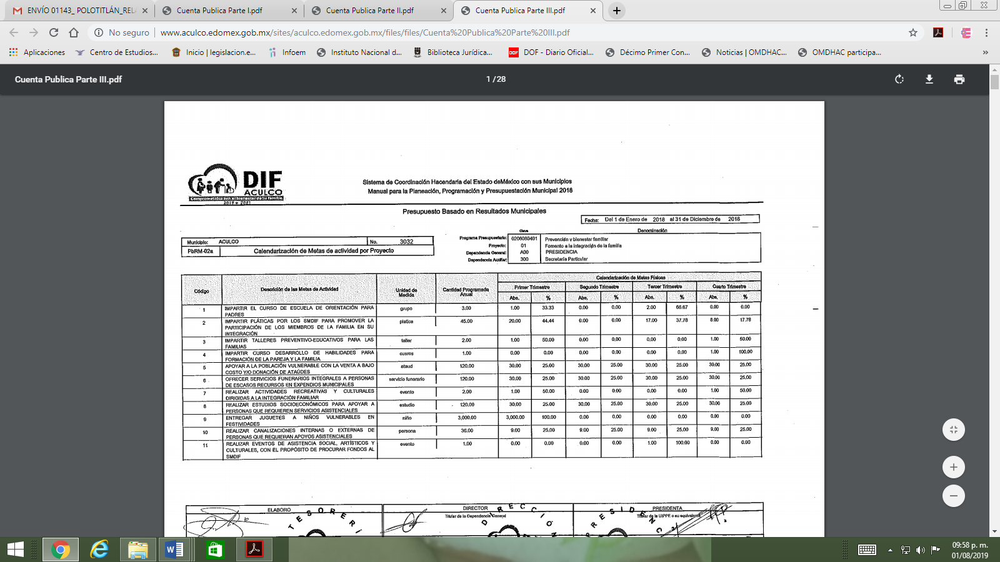 ENVÍO 01143_ POLOTITLÁN_REL
Cuenta Publica Parte I.pdf
Cuenta Publica Parte II.pdf
Cuenta Publica Parte III.pdf
No seguro
www.aculco.edomex.gob.mx/sites/aculco.edomex.gob.mx/files/files/Cuenta%20Publica%20Parte%20III.pdf
Aplicaciones
Centro de Estudios...
Inicio | legislacion.e...
Infoem
Instituto Nacional d...
Biblioteca Jurídica...
DOF - Diario Oficial...
Décimo Primer Con...
Noticias | OMDHAC...
OMDHAC participa...
»
Cuenta Publica Parte III.pdf
1 / 28
DIF
ACULCO
Comprometidos con el bienestar de tu familia
2019 • 2021
Sistema de Coordinación Hacendaria del Estado deMéxico con sus Municipios
Manual para la Planeación, Programación y Presupuestación Municipal 2018
Presupuesto Basado en Resultados Municipales
Fecha: Del 1 de Enero de 2018 al 31 de Diciembre de 2018
Municipio: ACULCO No. 3032
PbRM-02a Calendarización de Metas de actividad por Proyecto
Clave Denominación
Programa Presupuestario: 0206080401 Prevención y bienestar familiar
Proyecto: 01 Fomento a la integración de la familia
Dependencia General: A00 PRESIDENCIA
Dependencia Auxiliar: 300 Secretaría Particular
Código
Descrición de las Metas de Actividad
Unidad de
Medida
Cantidad Programada
Anual
Calendarización de Metas Físicas
Primer Trimestre Segundo Trimestre Tercer Trimestre Cuarto Trimestre
Abs. % Abs. % Abs. % Abs. %
1 IMPARTIR EL CURSO DE ESCUELA DE ORIENTACIÓN PARA grupo 3.00 1.00 33.33 0.00 0.00 2.00 66.67 0.00 0.00
PADRES
2 IMPARTIR PLÁTICAS POR LOS SMDIF PARA PROMOVER LA platica 45.00 20.00 44.44 0.00 0.00 17.00 37.78 8.00 17.78
PARTICIPACIÓN DE LOS MIEMBROS DE LA FAMILIA EN SU
INTEGRACIÓN
3 IMPARTIR TALLERES PREVENTIVO-EDUCATIVOS PARA LAS taller 2.00 1.00 50.00 0.00 0.00 0.00 0.00 1.00 50.00
FAMILIAS
4 IMPARTIR CURSO DESARROLLO DE HABILIDADES PARA cusros 1.00 0.00 0.00 0.00 0.00 0.00 0.00 1.00 100.00
FORMACIÓN DE LA PAREJA Y LA FAMILIA
5 APOYAR A LA POBLACIÓN VULNERABLE CON LA VENTA A BAJO ataud 120.00 30.00 25.00 30.00 25.00 30.00 25.00 30.00 25.00
COSTO Y/O DONACIÓN DE ATAÚDES
6 OFRECER SERVICIOS FUNERARIOS INTEGRALES A PERSONAS servicio funerario 120.00 30.00 25.00 30.00 25.00 30.00 25.00 30.00 25.00
DE ESCASOS RECURSOS EN EXPENDIOS MUNICIPALES
7 REALIZAR ACTIVIDADES RECREATIVAS Y CULTURALES evento 2.00 1.00 50.00 0.00 0.00 0.00 0.00 1.00 50.00
DIRIGIDAS A LA INTEGRACIÓN FAMILIAR
8 REALIZAR ESTUDIOS SOCIOECONÓMICOS PARA APOYAR A estudio 120.00 30.00 25.00 30.00 25.00 30.00 25.00 30.00 25.00
PERSONAS QUE REQUIEREN SERVICIOS ASISTENCIALES
9 ENTREGAR JUGUETES A NIÑOS VULNERABLES EN niño 3,000.00 3,000.00 100.00 0.00 0.00 0.00 0.00 0.00 0.00
FESTIVIDADES
10 REALIZAR CANALIZACIONES INTERNAS O EXTERNAS DE persona 36.00 9.00 25.00 9.00 25.00 9.00 25.00 9.00 25.00
PERSONAS QUE REQUIERAN APOYOS ASISTENCIALES
11 REALIZAR EVENTOS DE ASISTENCIA SOCIAL, ARTÍSTICOS Y evento 1.00 0.00 0.00 0.00 0.00 1.00 100.00 0.00 0.00
CULTURALES, CON EL PROPÓSITO DE PROCURAR FONDOS AL
SMDIF
ELABORO DIRECTOR PRESIDENTA
Titular de la Dependencia General Titular de la UIPPE o su equivalente
TESORERI
DIRECCIÓN
PRESIDENC
09:58 p. m.
01/08/2019